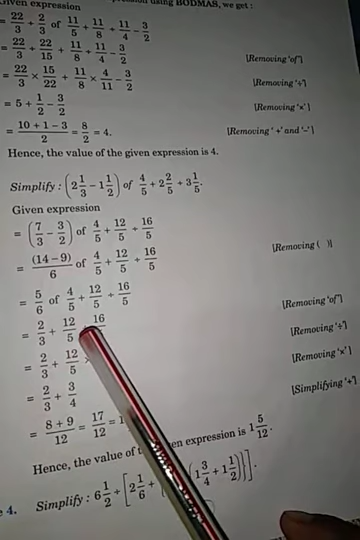 Given expression using BODMAS, we get :
= 22/3 ÷ 2/3 of 11/5 + 11/8 ÷ 11/4 - 3/2
= 22/3 ÷ 22/15 + 11/8 ÷ 11/4 - 3/2 [Removing 'of']
= 22/3 × 15/22 + 11/8 × 4/11 - 3/2 [Removing '÷']
= 5 + 1/2 - 3/2 [Removing '×']
= (10 + 1 - 3)/2 = 8/2 = 4. [Removing '+' and '-']
Hence, the value of the given expression is 4.
Simplify : (2 1/3 - 1 1/2) of 4/5 + 2 2/5 ÷ 3 1/5.
Given expression
= (7/3 - 3/2) of 4/5 + 12/5 ÷ 16/5
= (14 - 9)/6 of 4/5 + 12/5 ÷ 16/5 [Removing ( )]
= 5/6 of 4/5 + 12/5 ÷ 16/5
= 2/3 + 12/5 ÷ 16 [Removing 'of']
= 2/3 + 12/5 × [Removing '÷']
= 2/3 + 3/4 [Removing '×']
= (8 + 9)/12 = 17/12 = 1 [Simplifying '+']
Hence, the value of expression is 1 5/12.
4. Simplify : 6 1/2 ÷ [2 1/6 + (1 3/4 + 1 1/2)}].